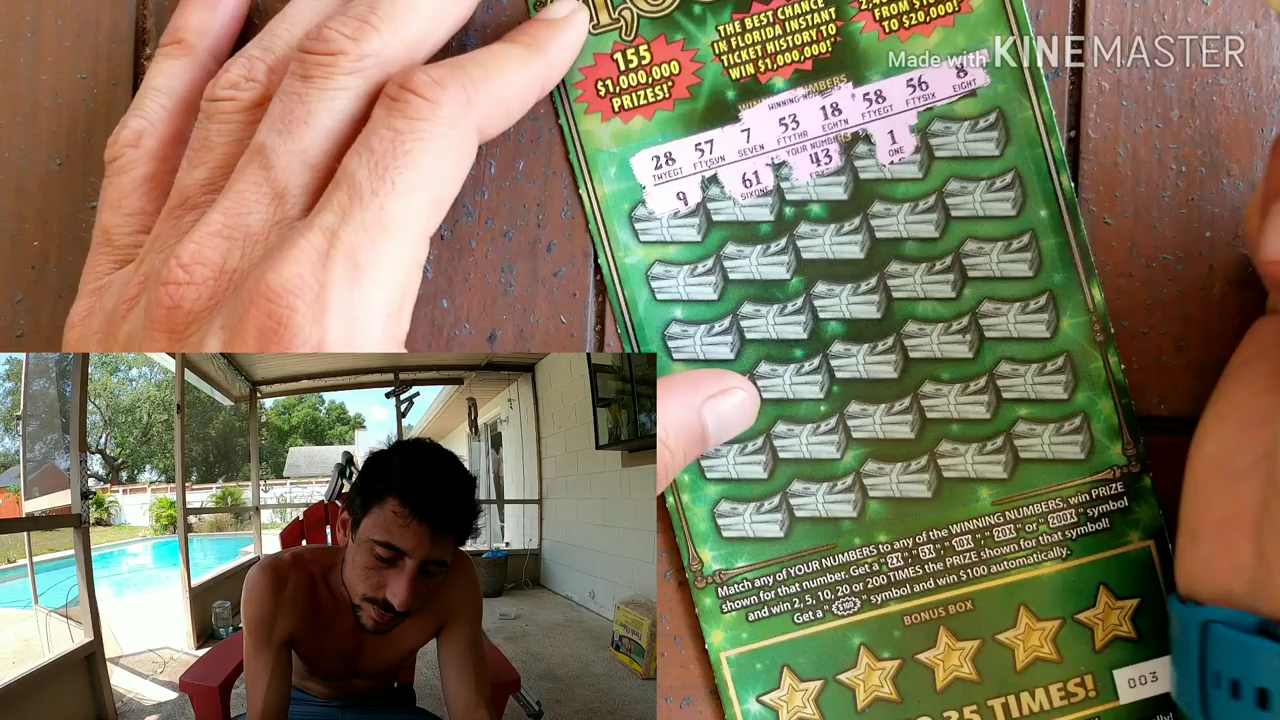 Made with KINEMASTER
155
$1,000,000
PRIZES!*
THE BEST CHANCE
IN FLORIDA INSTANT
TICKET HISTORY TO
WIN $1,000,000!*
TO $20,000!
WINNING
28 57 7 53 18 58 56 8
THYEGT FTYSVN SEVEN FTYTHR EGHTN FTYEGT FTYSIX EIGHT
YOUR NUMBERS
9 61 43 1
SIXONE ONE
Match any of YOUR NUMBERS to any of the WINNING NUMBERS, win PRIZE
shown for that number. Get a "2X", "5X", "10X", "20X" or "200X" symbol
and win 2, 5, 10, 20 or 200 TIMES the PRIZE shown for that symbol!
Get a "$100" symbol and win $100 automatically.
BONUS BOX
25 TIMES!
003